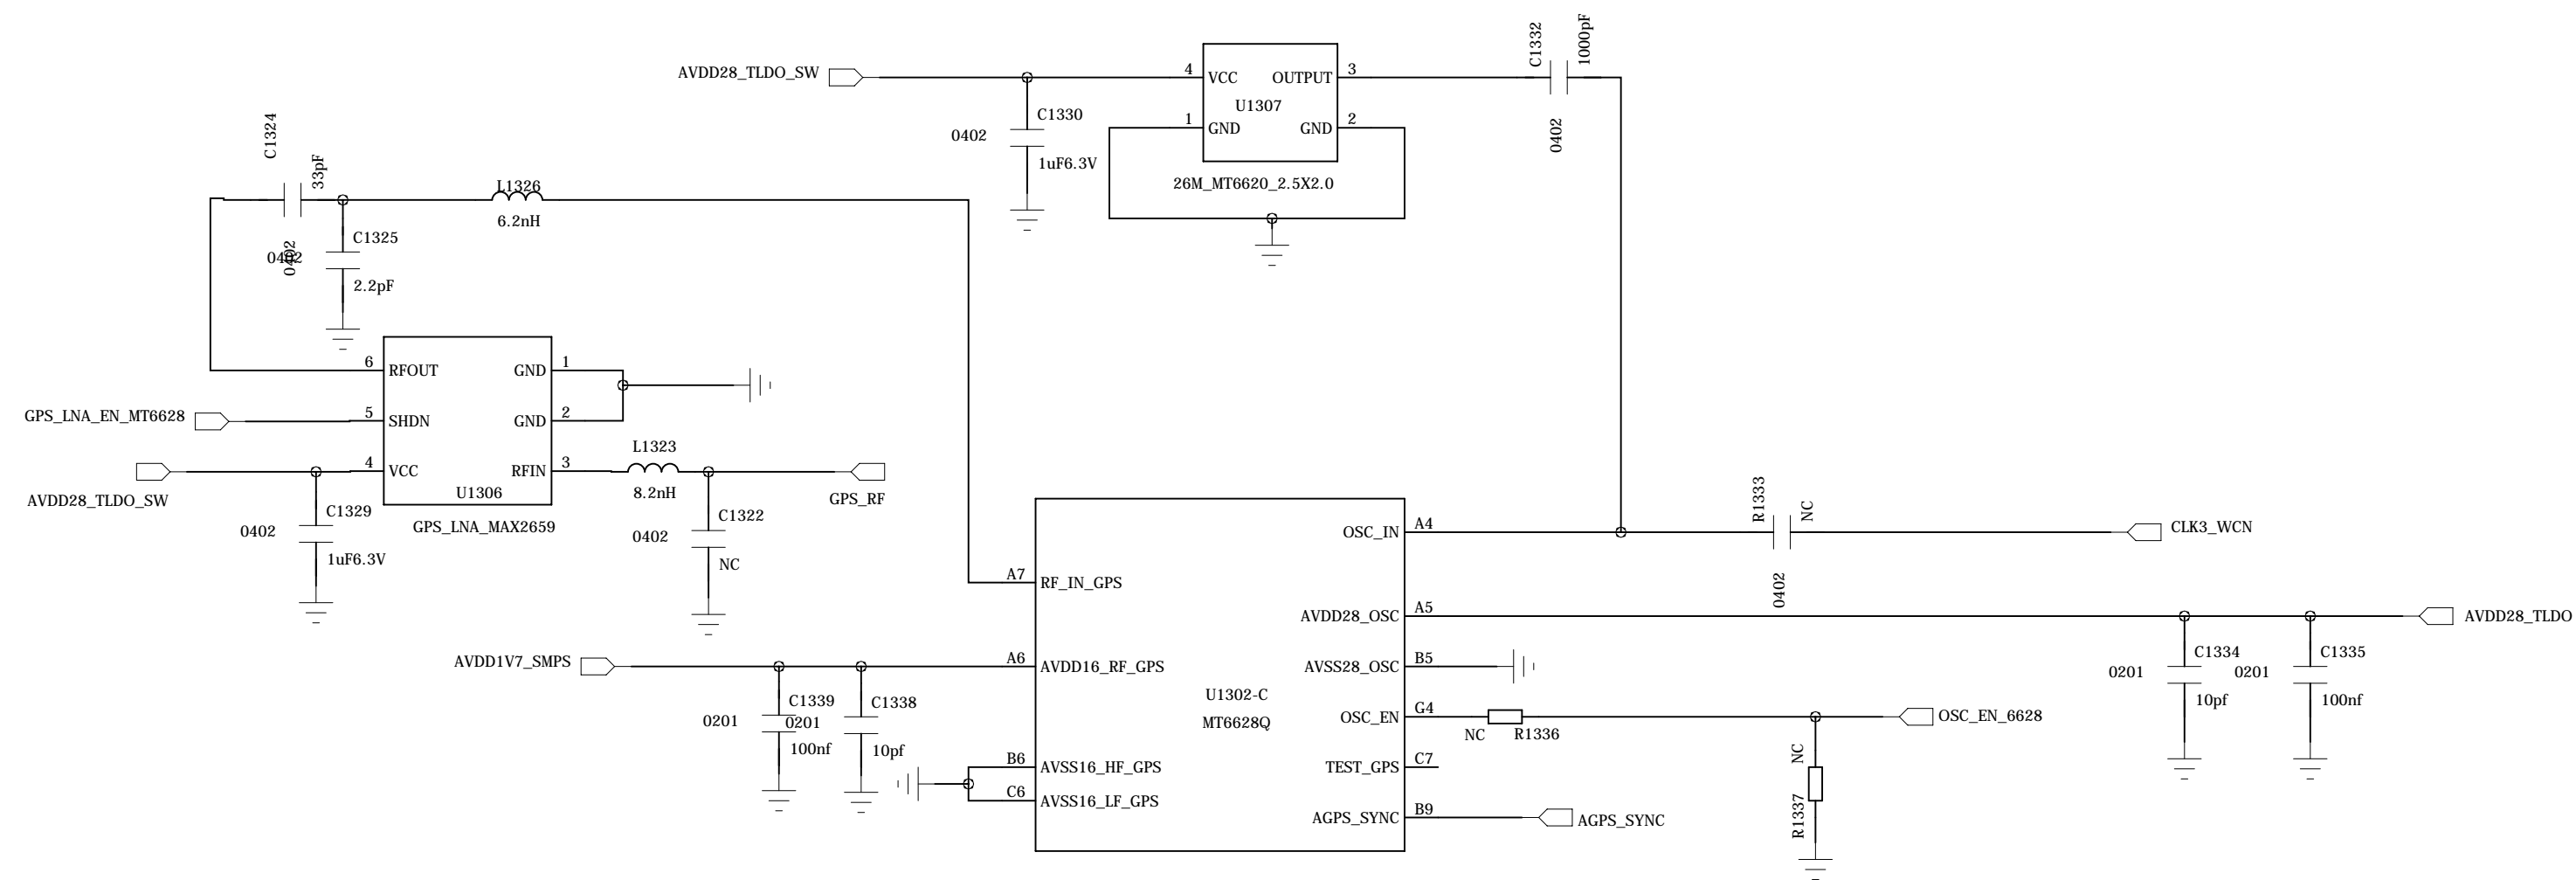 AVDD28_TLDO_SW
4
VCC
OUTPUT
3
U1307
1
GND
GND
2
26M_MT6620_2.5X2.0
C1330
0402
1uF6.3V
C1332
1000pF
0402
C1324
33pF
0402
L1326
6.2nH
C1325
0402
2.2pF
6
RFOUT
GND
1
GPS_LNA_EN_MT6628
5
SHDN
GND
2
AVDD28_TLDO_SW
4
VCC
RFIN
3
U1306
GPS_LNA_MAX2659
L1323
8.2nH
GPS_RF
C1329
0402
1uF6.3V
C1322
0402
NC
A7
RF_IN_GPS
AVDD1V7_SMPS
A6
AVDD16_RF_GPS
C1339
0201
100nf
C1338
0201
10pf
B6
AVSS16_HF_GPS
C6
AVSS16_LF_GPS
U1302-C
MT6628Q
OSC_IN
A4
R1333
NC
0402
CLK3_WCN
AVDD28_OSC
A5
AVDD28_TLDO
AVSS28_OSC
B5
C1334
0201
10pf
C1335
0201
100nf
OSC_EN
G4
NC
R1336
OSC_EN_6628
TEST_GPS
C7
NC
R1337
AGPS_SYNC
B9
AGPS_SYNC